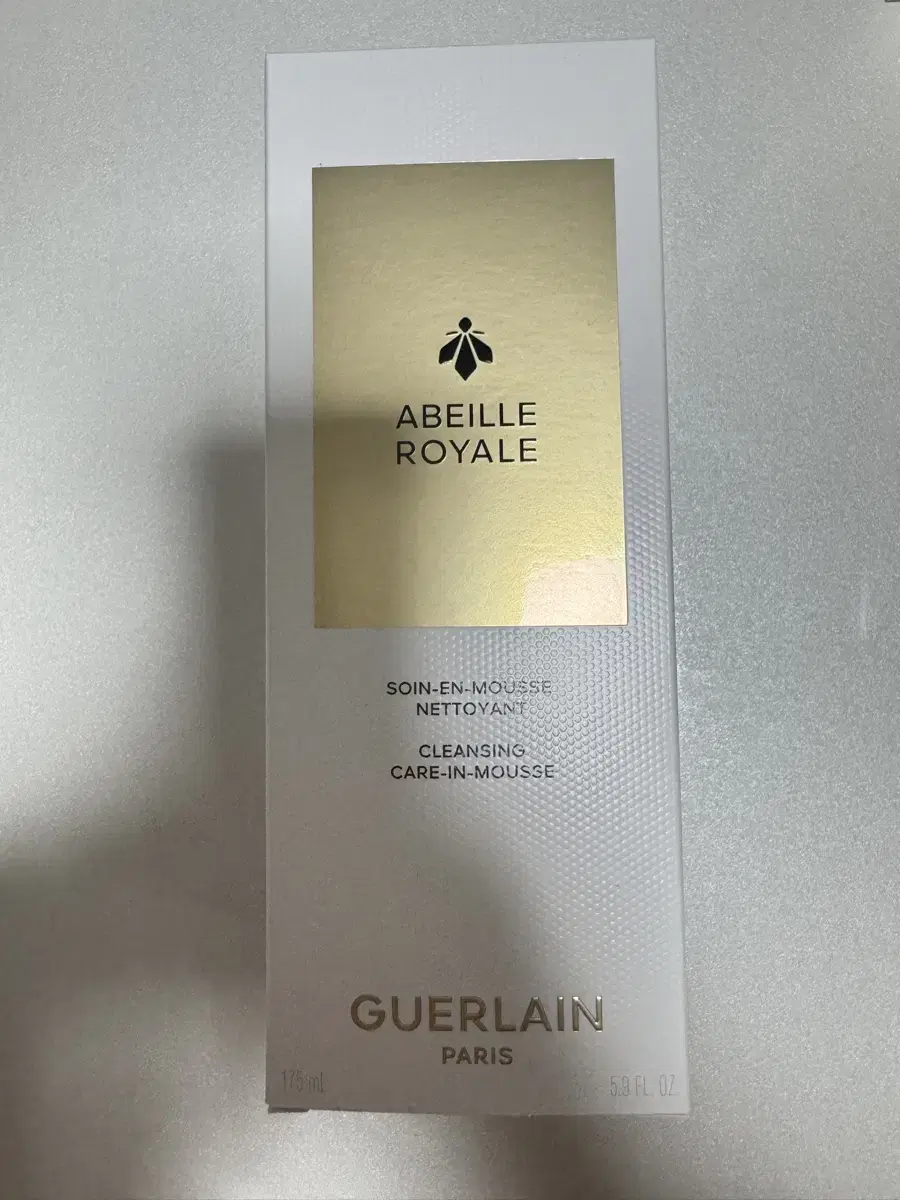 ABEILLE
ROYALE
SOIN-EN-MOUSSE
NETTOYANT
CLEANSING
CARE-IN-MOUSSE
GUERLAIN
PARIS
175 mL
5.9 FL. OZ